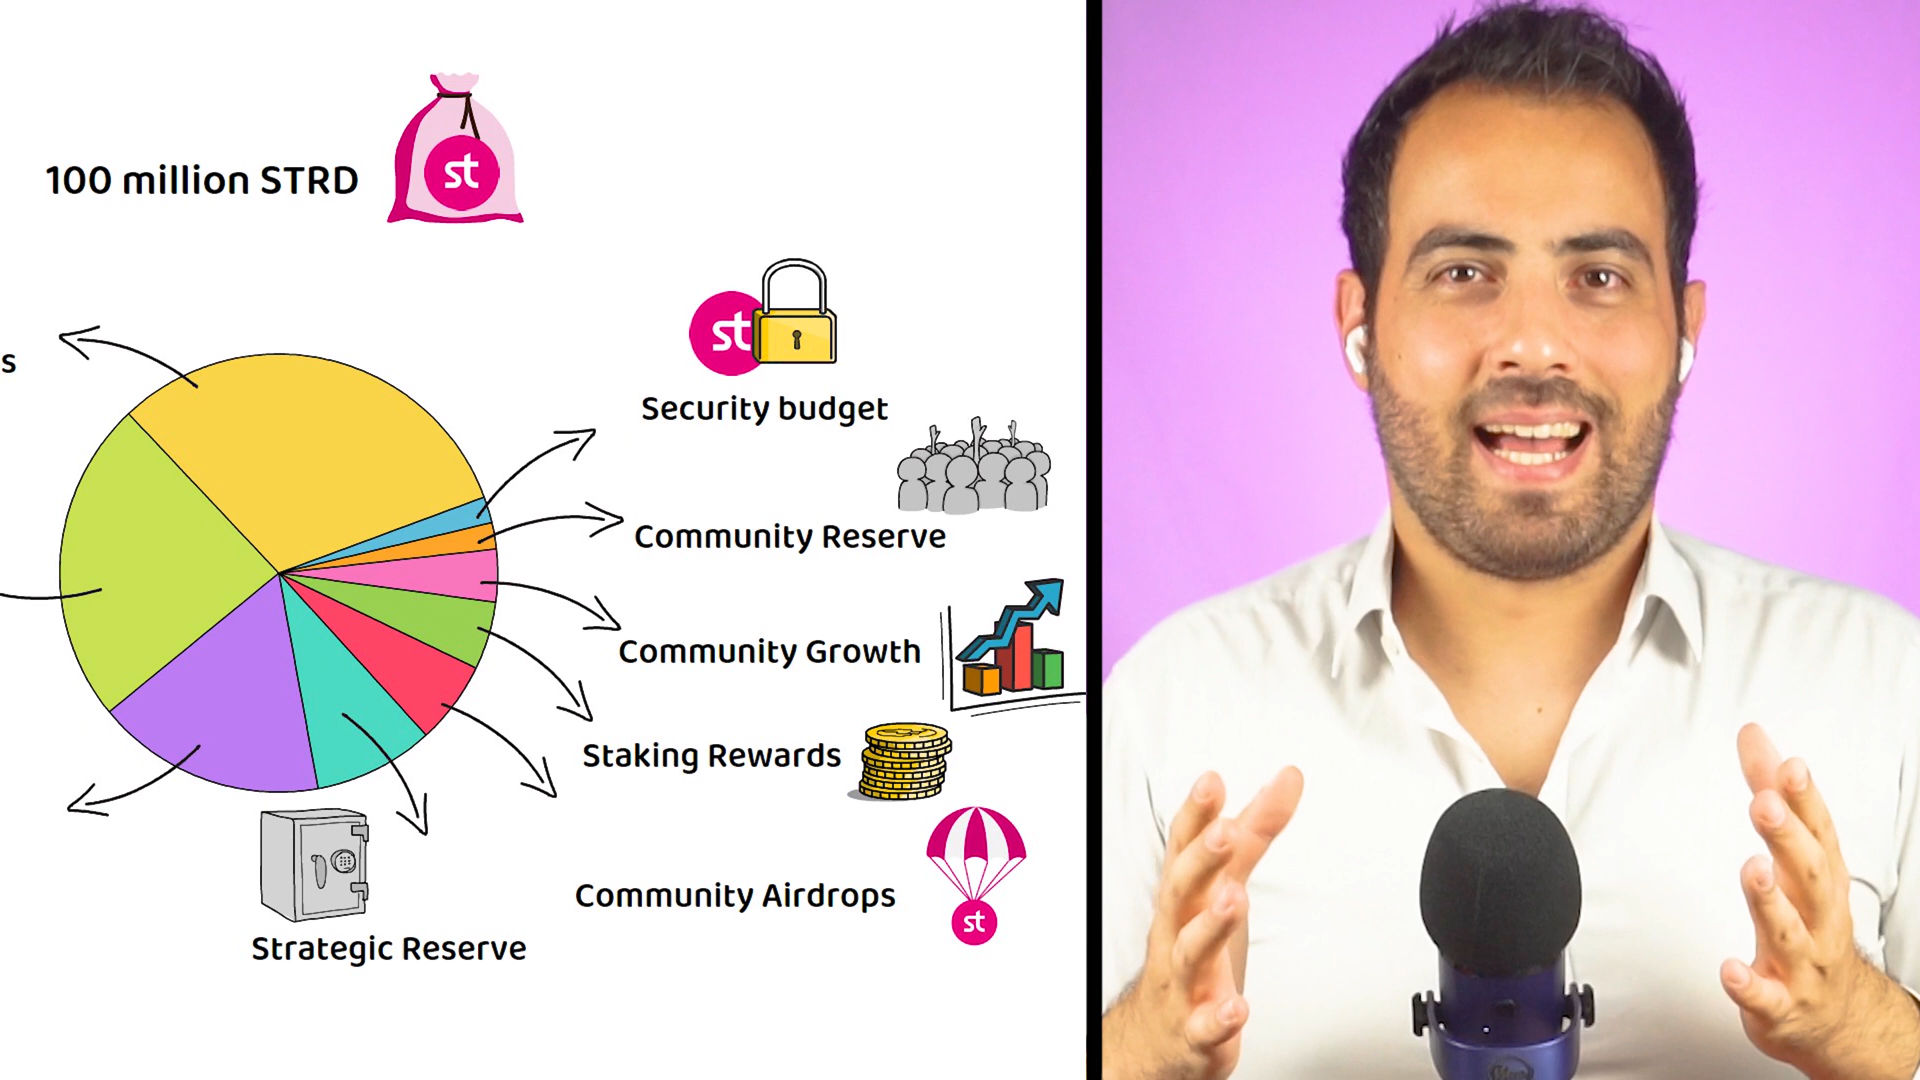 100 million STRD
st
st
s
Security budget
Community Reserve
Community Growth
Staking Rewards
st
Community Airdrops
Strategic Reserve